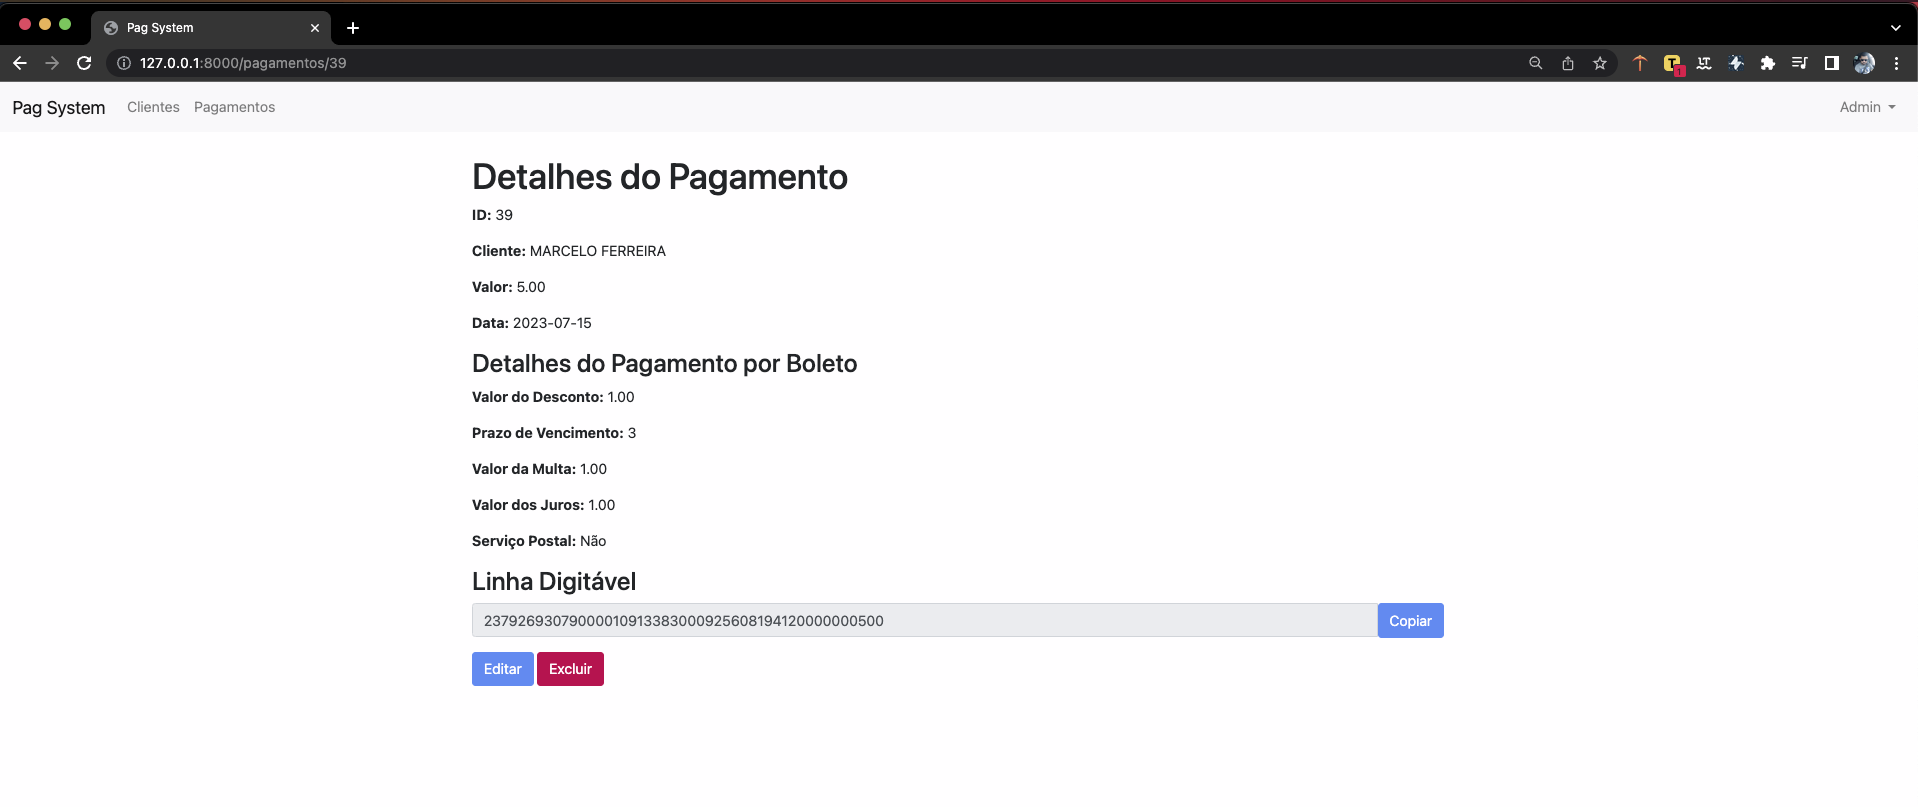 Pag System
127.0.0.1:8000/pagamentos/39
Pag System Clientes Pagamentos Admin
Detalhes do Pagamento
ID: 39
Cliente: MARCELO FERREIRA
Valor: 5.00
Data: 2023-07-15
Detalhes do Pagamento por Boleto
Valor do Desconto: 1.00
Prazo de Vencimento: 3
Valor da Multa: 1.00
Valor dos Juros: 1.00
Serviço Postal: Não
Linha Digitável
23792693079000010913383000925608194120000000500 Copiar
Editar Excluir